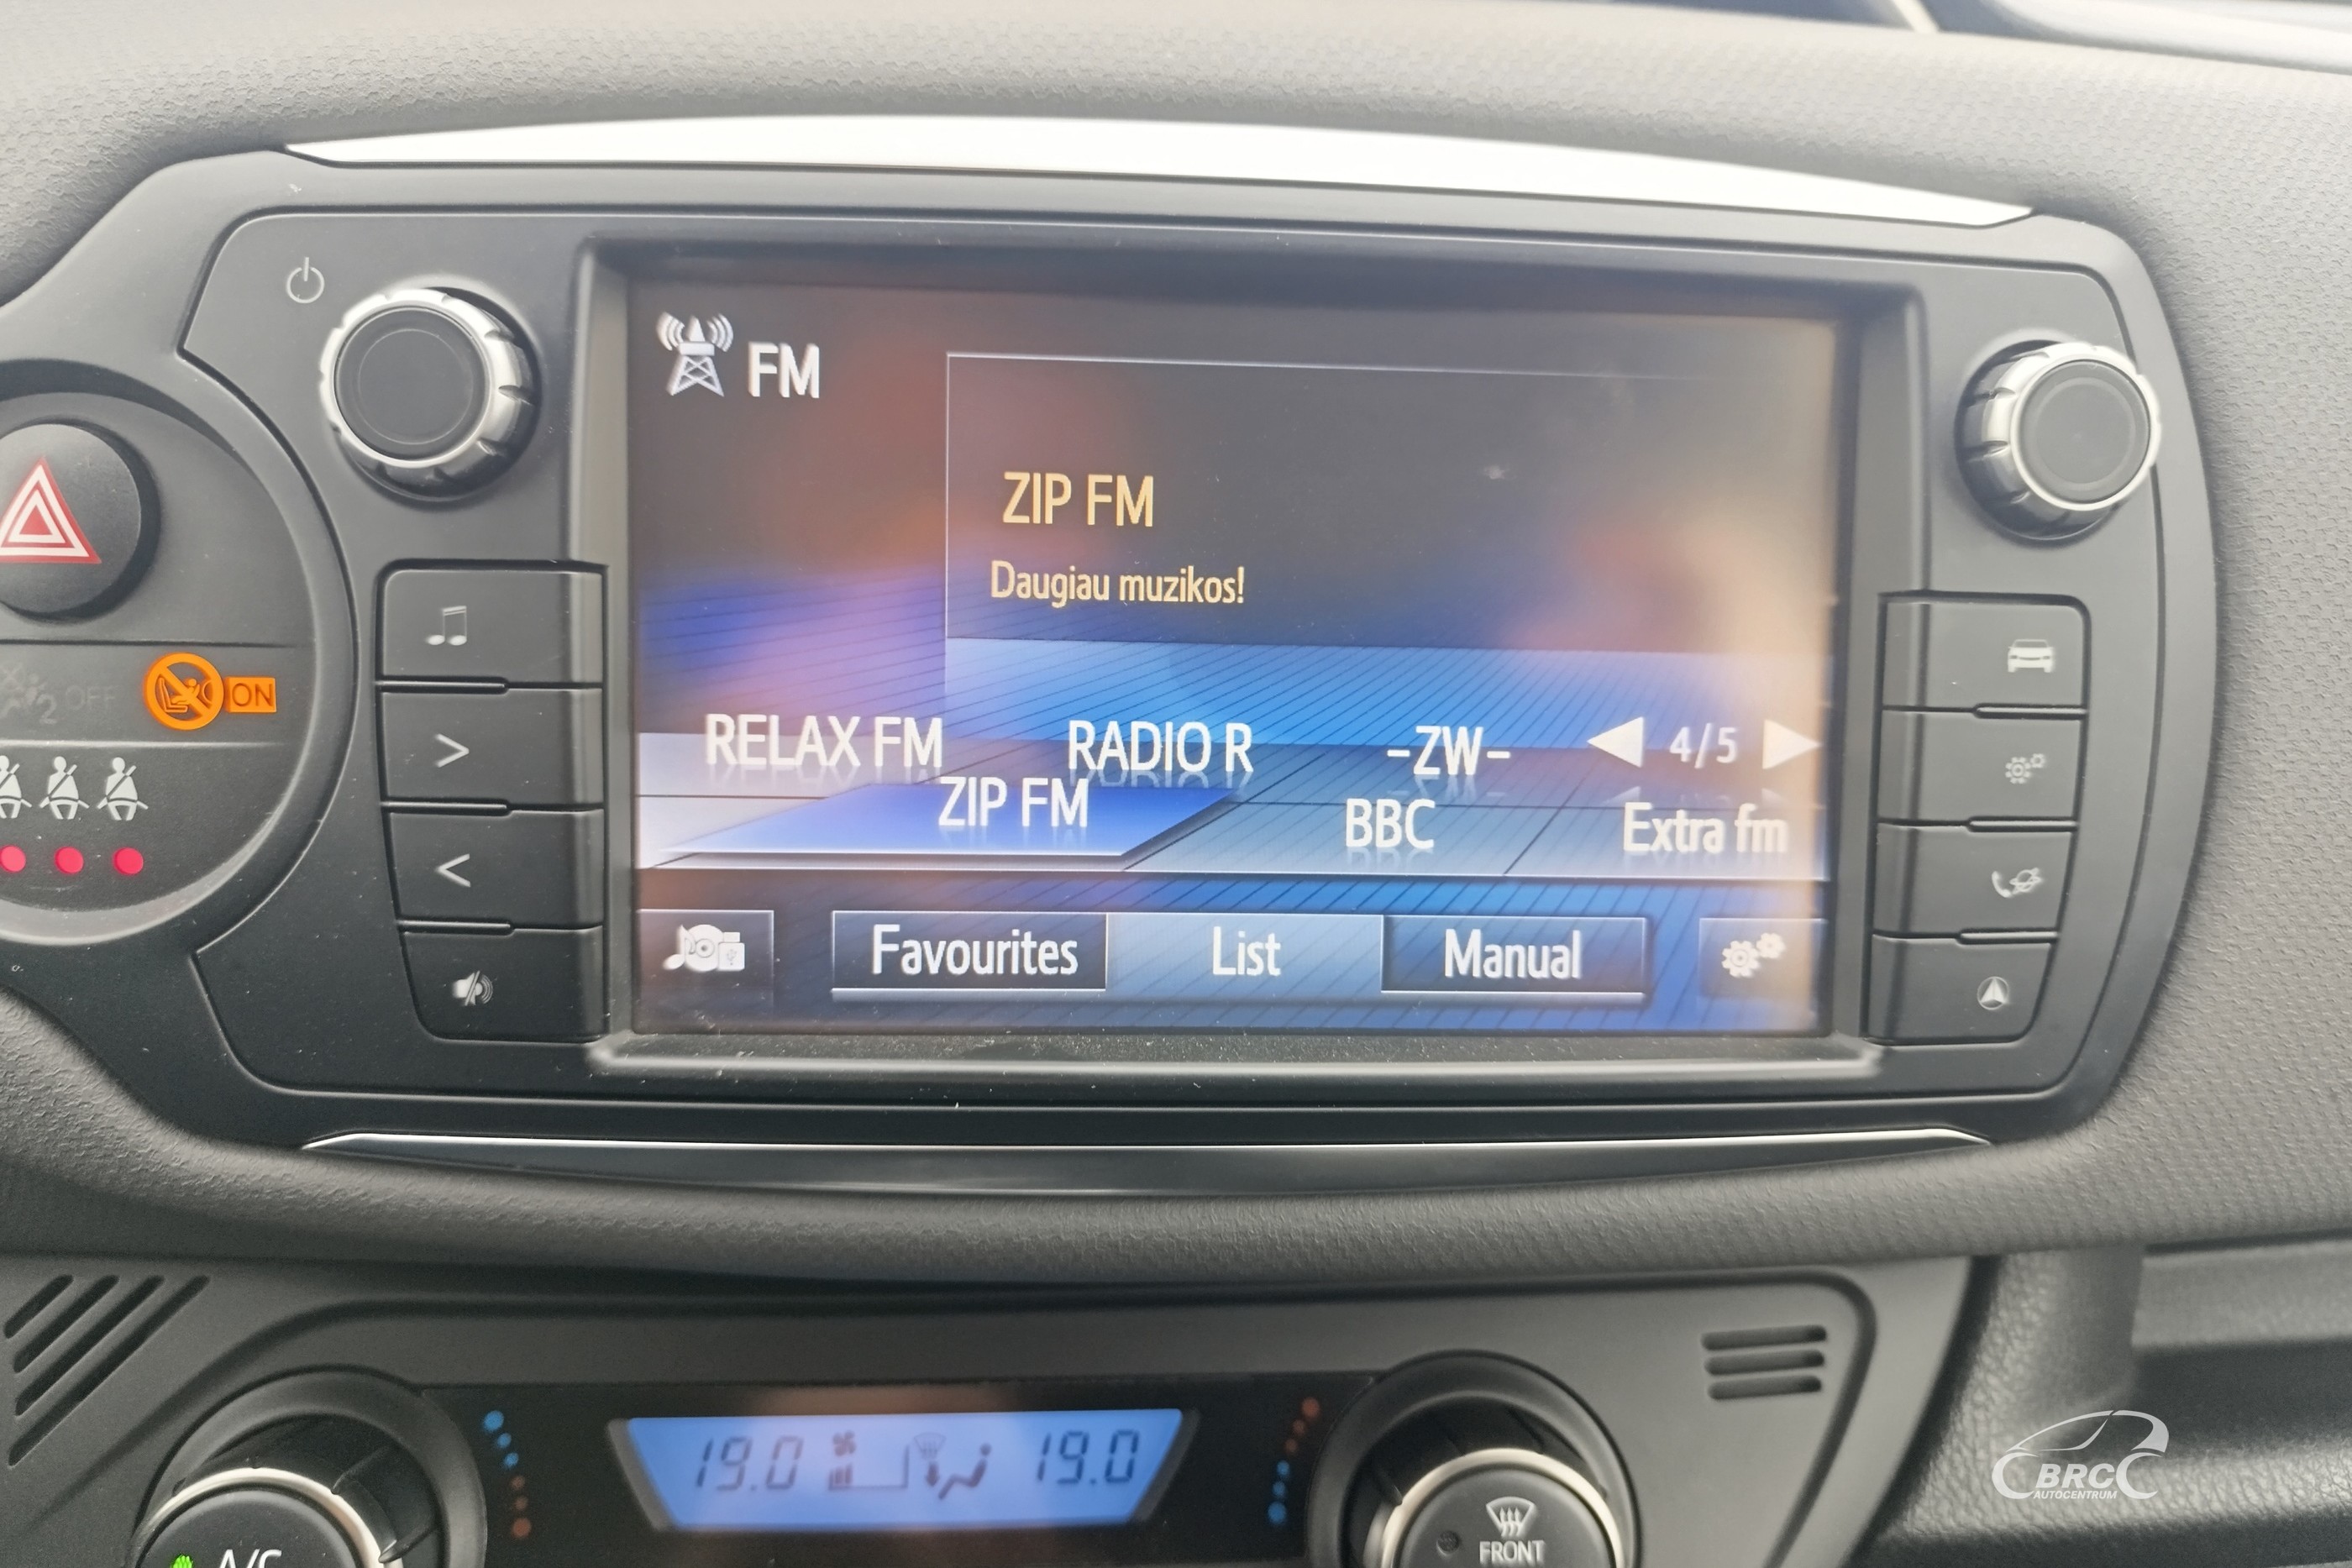 FM
ZIP FM
Daugiau muzikos!
RELAX FM RADIO R -ZW- 4/5
ZIP FM BBC Extra fm
Favourites List Manual
2 OFF ON
19.0 19.0
A/C
FRONT
BRC
AUTOCENTRUM